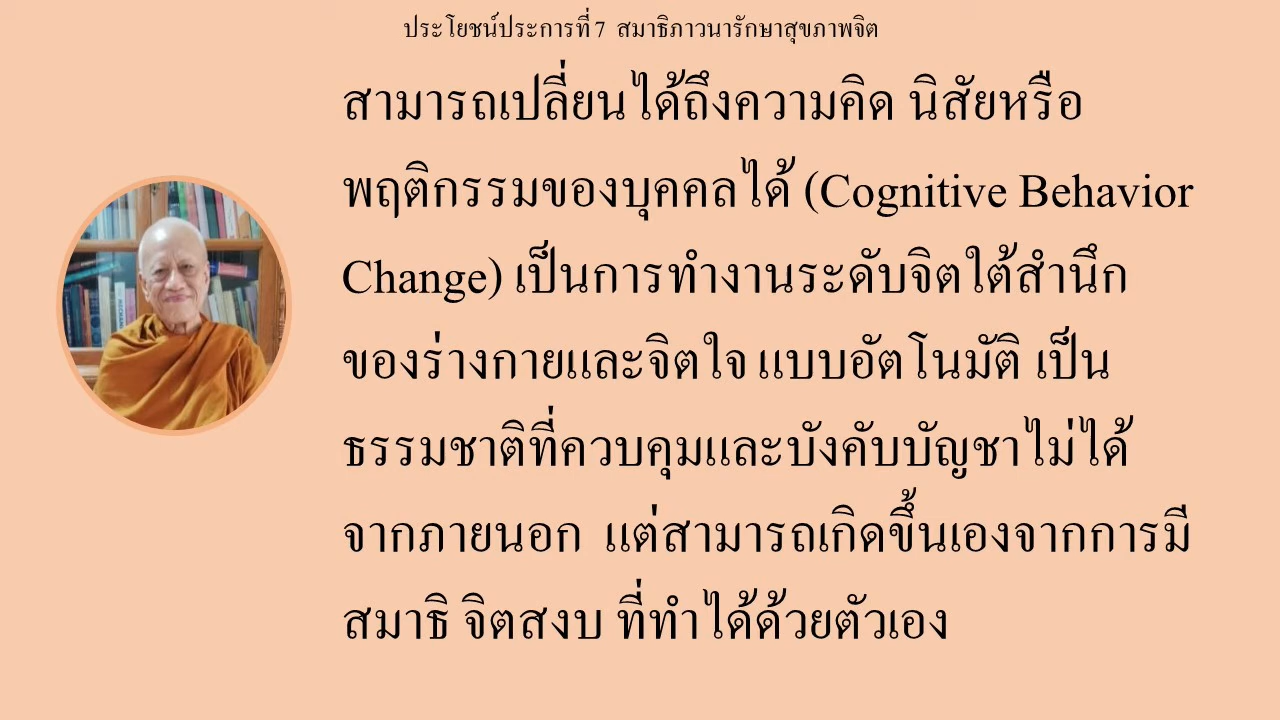 ประโยชน์ประการที่ 7 สมาธิภาวนารักษาสุขภาพจิต
สามารถเปลี่ยนได้ถึงความคิด นิสัยหรือ
พฤติกรรมของบุคคลได้ (Cognitive Behavior
Change) เป็นการทำงานระดับจิตใต้สำนึก
ของร่างกายและจิตใจ แบบอัตโนมัติ เป็น
ธรรมชาติที่ควบคุมและบังคับบัญชาไม่ได้
จากภายนอก แต่สามารถเกิดขึ้นเองจากการมี
สมาธิ จิตสงบ ที่ทำได้ด้วยตัวเอง